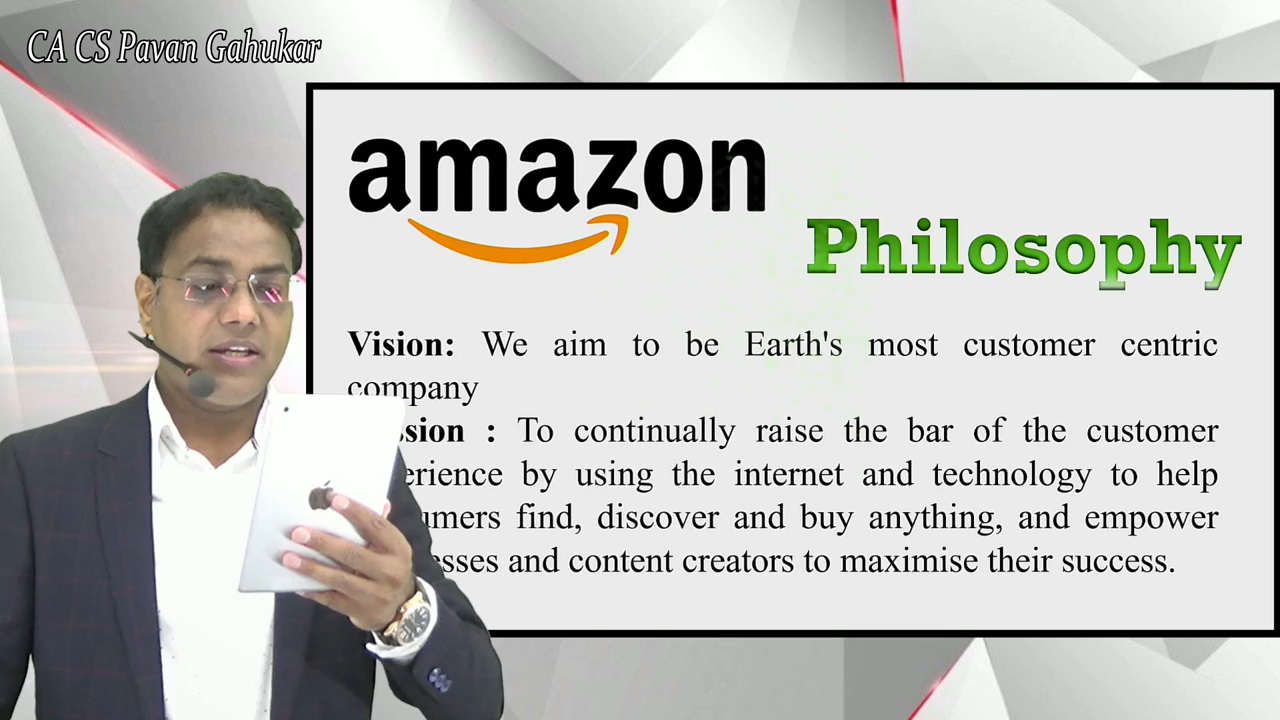 CA CS Pavan Gahukar
amazon
Philosophy
Vision: We aim to be Earth's most customer centric
company
: To continually raise the bar of the customer
by using the internet and technology to help
find, discover and buy anything, and empower
and content creators to maximise their success.